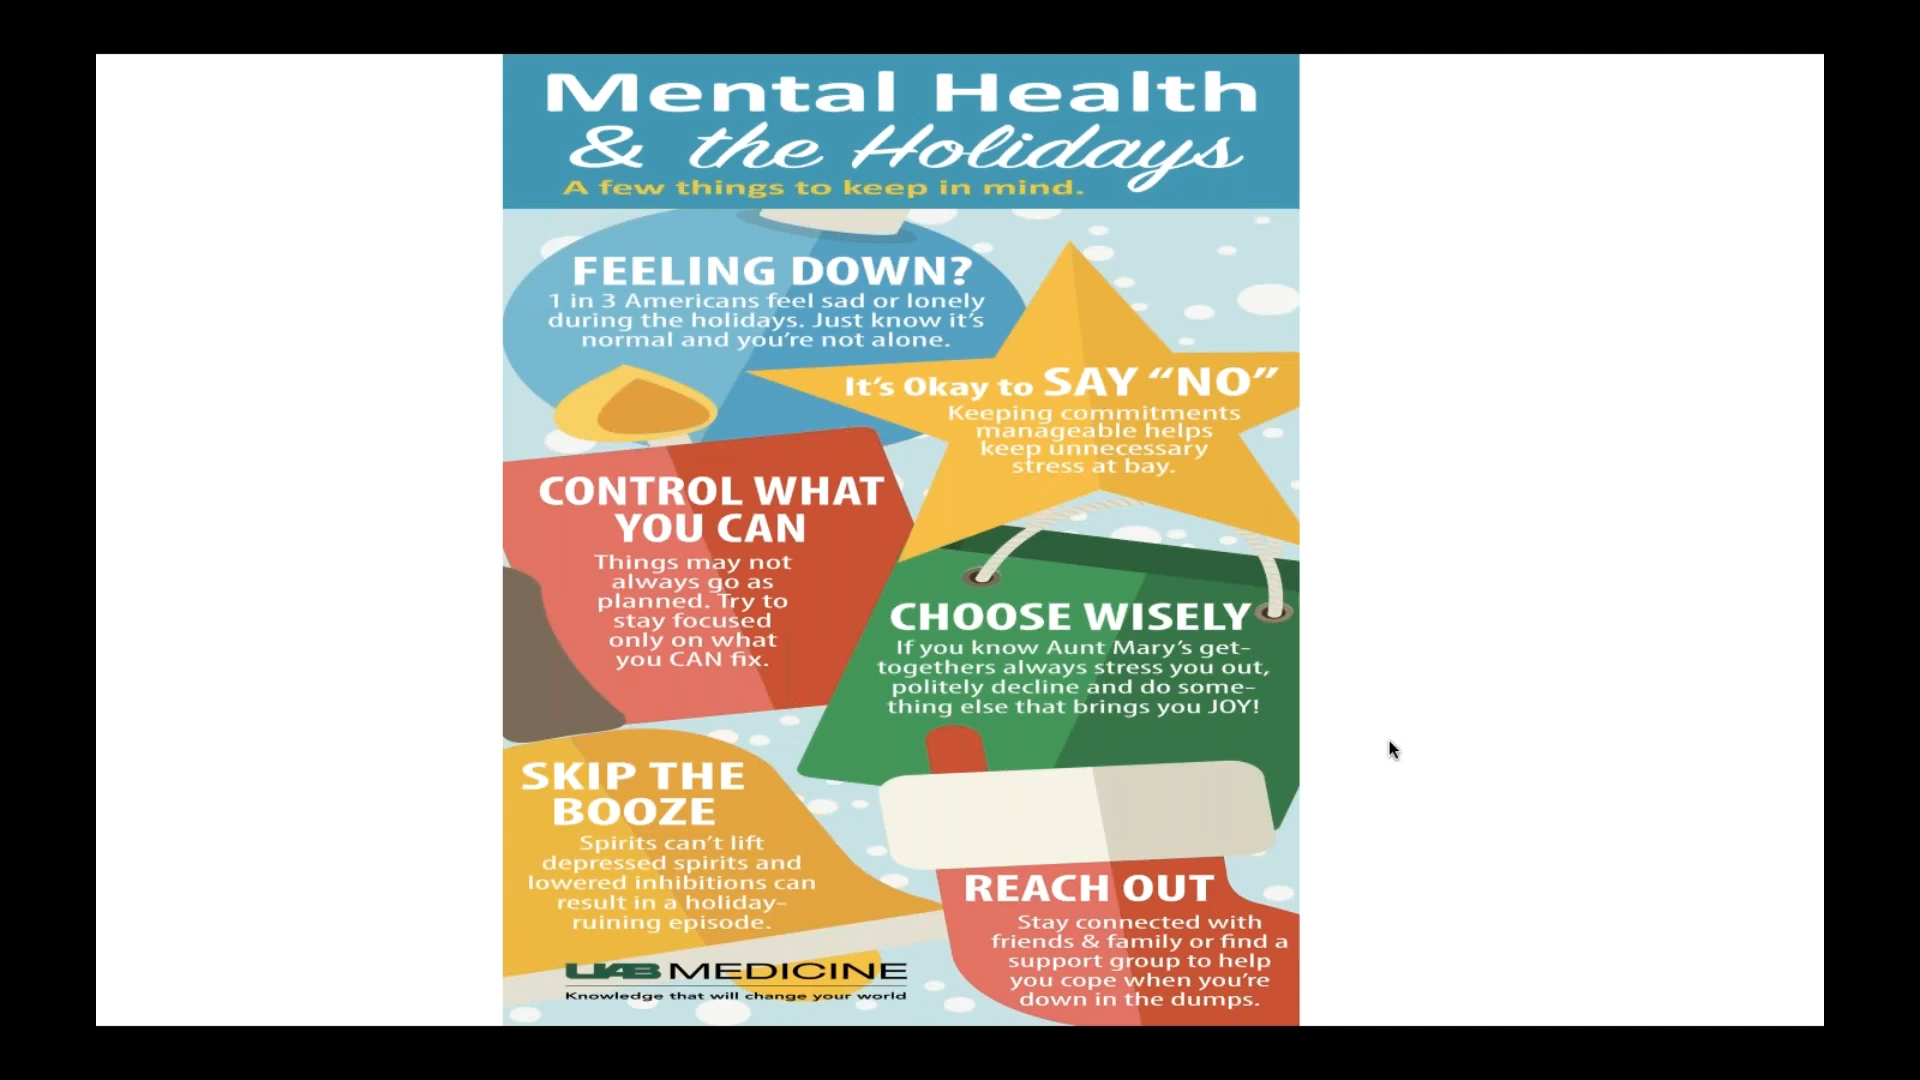 Mental Health
& the Holidays
A few things to keep in mind.
FEELING DOWN?
1 in 3 Americans feel sad or lonely
during the holidays. Just know it's
normal and you're not alone.
It's Okay to SAY “NO”
Keeping commitments
manageable helps
keep unnecessary
stress at bay.
CONTROL WHAT
YOU CAN
Things may not
always go as
planned. Try to
stay focused
only on what
you CAN fix.
CHOOSE WISELY
If you know Aunt Mary's get-
togethers always stress you out,
politely decline and do some-
thing else that brings you JOY!
SKIP THE
BOOZE
Spirits can't lift
depressed spirits and
lowered inhibitions can
result in a holiday-
ruining episode.
REACH OUT
Stay connected with
friends & family or find a
support group to help
you cope when you're
down in the dumps.
UAB MEDICINE
Knowledge that will change your world